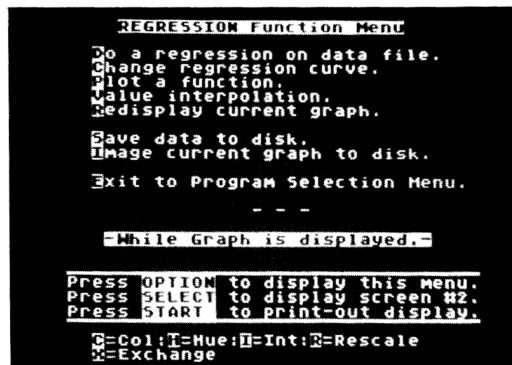 REGRESSION Function Menu
Do a regression on data file.
Change regression curve.
Plot a function.
Value interpolation.
Redisplay current graph.
Save data to disk.
Image current graph to disk.
Exit to Program Selection Menu.
- - -
-While Graph is displayed.-
Press OPTION to display this menu.
Press SELECT to display screen #2.
Press START to print-out display.
C=Col:H=Hue:I=Int:R=Rescale
X=Exchange